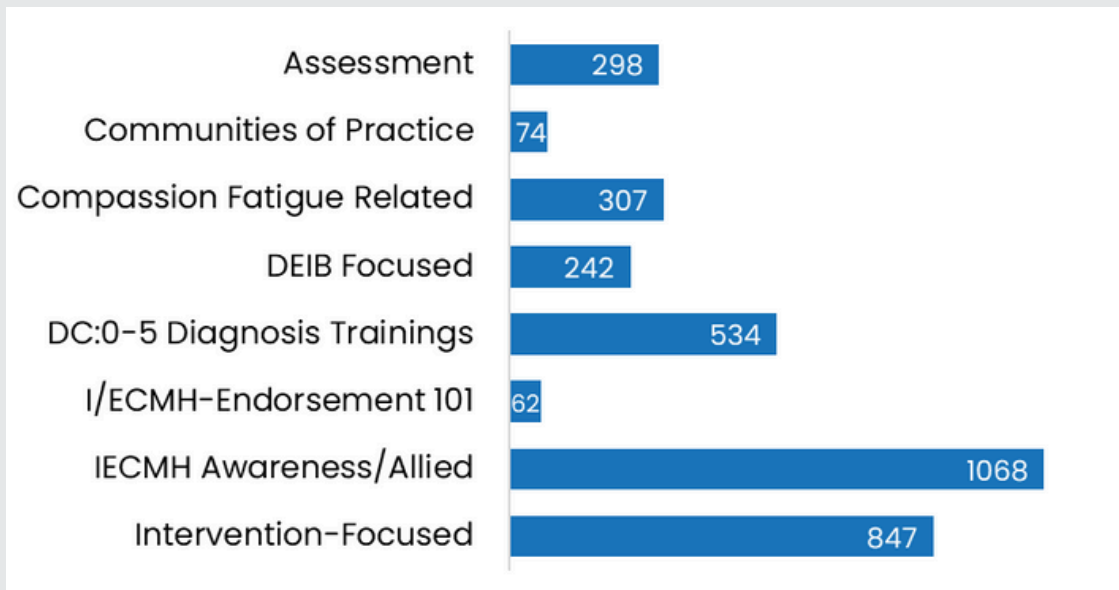 Assessment 298
Communities of Practice 74
Compassion Fatigue Related 307
DEIB Focused 242
DC:0-5 Diagnosis Trainings 534
I/ECMH-Endorsement 101 62
IECMH Awareness/Allied 1068
Intervention-Focused 847